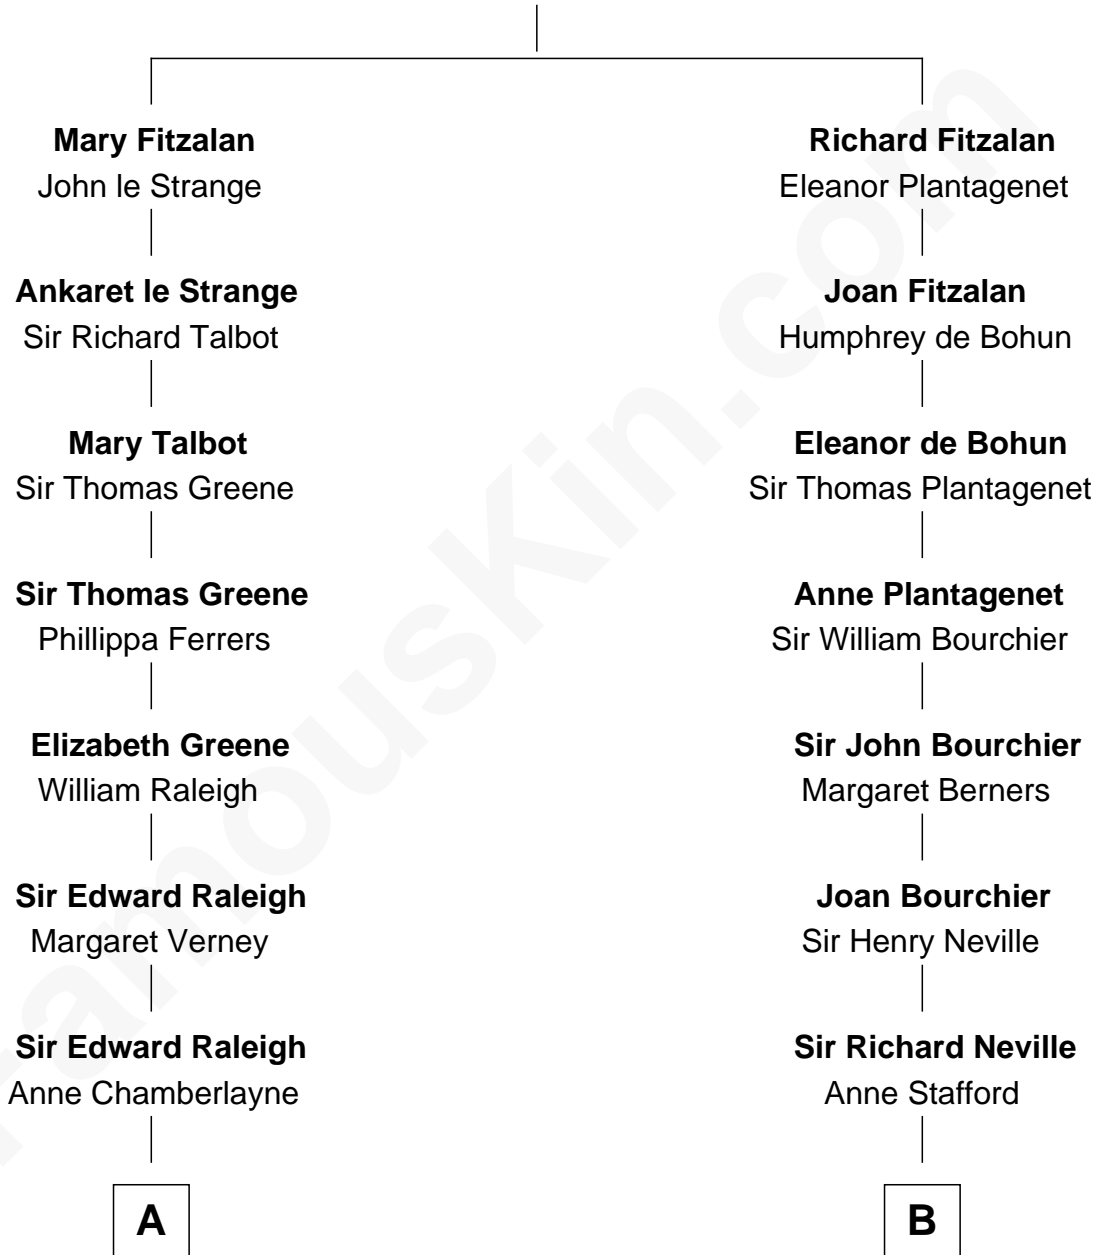 Mary Fitzalan
John le Strange
Ankaret le Strange
Sir Richard Talbot
Mary Talbot
Sir Thomas Greene
Sir Thomas Greene
Phillippa Ferrers
Elizabeth Greene
William Raleigh
Sir Edward Raleigh
Margaret Verney
Sir Edward Raleigh
Anne Chamberlayne
A
Richard Fitzalan
Eleanor Plantagenet
Joan Fitzalan
Humphrey de Bohun
Eleanor de Bohun
Sir Thomas Plantagenet
Anne Plantagenet
Sir William Bourchier
Sir John Bourchier
Margaret Berners
Joan Bourchier
Sir Henry Neville
Sir Richard Neville
Anne Stafford
B
FamousKin.com